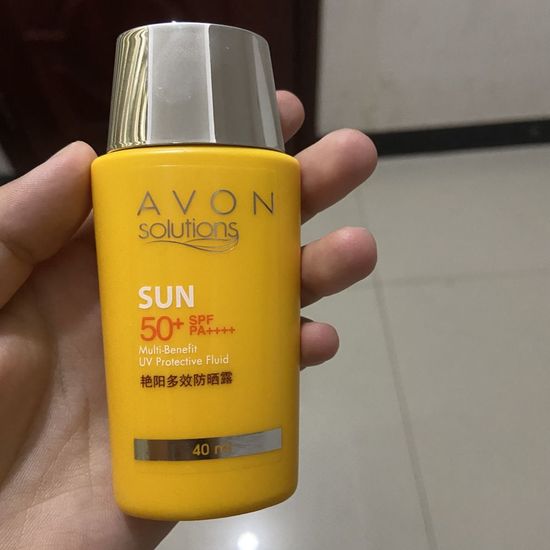 AVON
solutions
SUN
50+ SPF
PA++++
Multi-Benefit
UV Protective Fluid
艳阳多效防晒露
40 ml